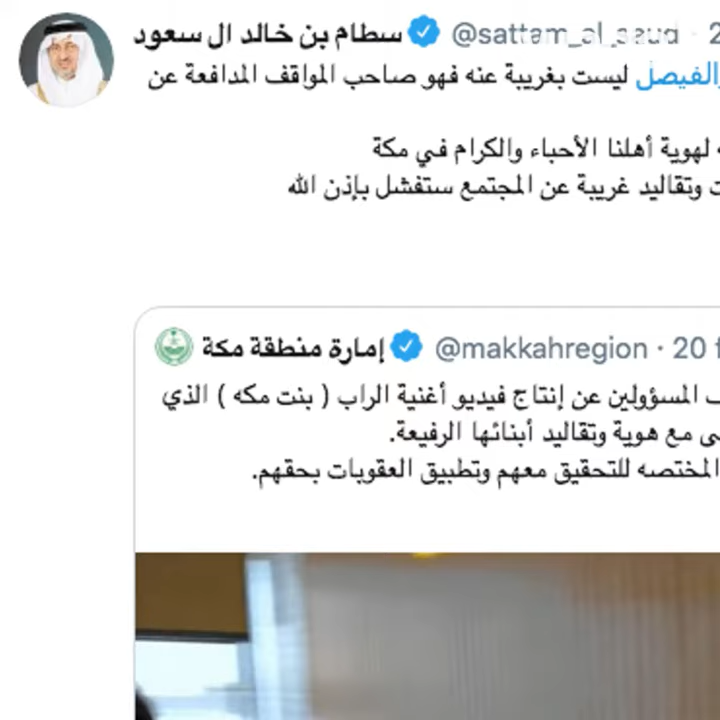 سطام بن خالد ال سعود @sattam_al_saud · 2
الفيصل ليست بغريبة عنه فهو صاحب المواقف المدافعة عن
لهوية أهلنا الأحباء والكرام في مكة
وتقاليد غريبة عن المجتمع ستفشل بإذن الله
إمارة منطقة مكة @makkahregion · 20 f
المسؤولين عن إنتاج فيديو أغنية الراب ( بنت مكه ) الذي
مع هوية وتقاليد أبنائها الرفيعة.
المختصه للتحقيق معهم وتطبيق العقوبات بحقهم.